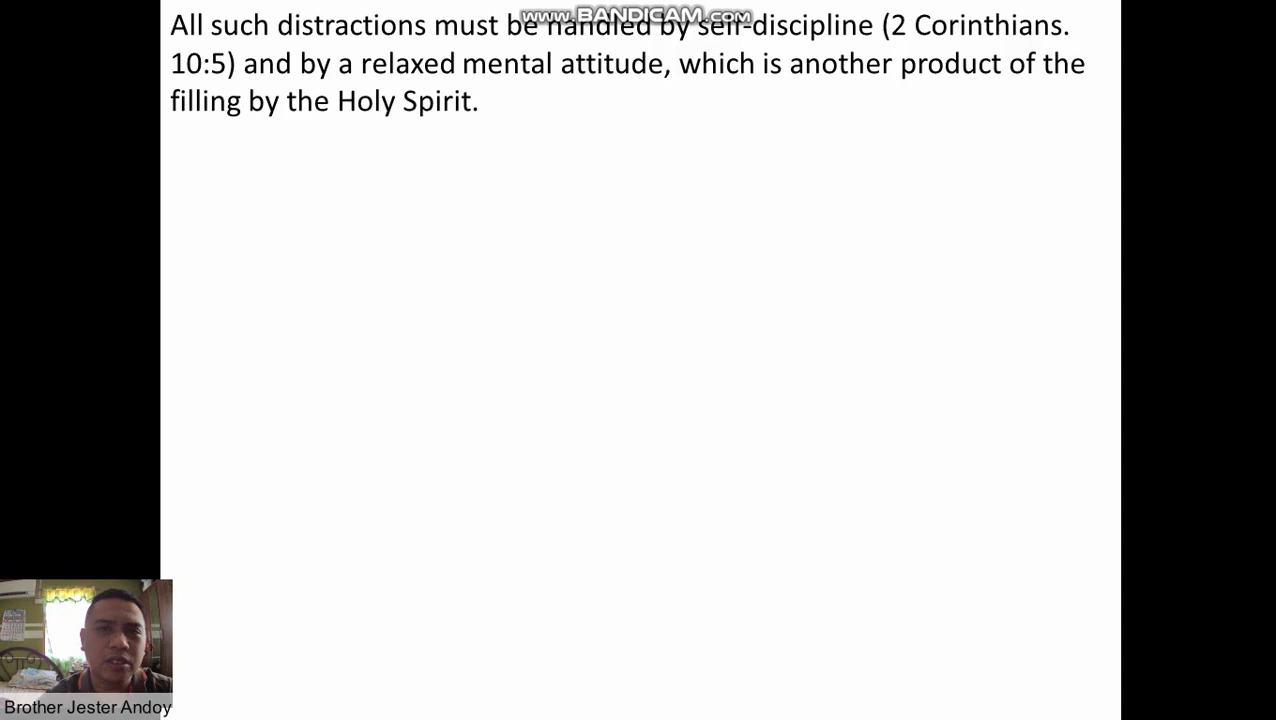 www.BANDICAM.com
All such distractions must be handled by self-discipline (2 Corinthians.
10:5) and by a relaxed mental attitude, which is another product of the
filling by the Holy Spirit.
Brother Jester Andoy